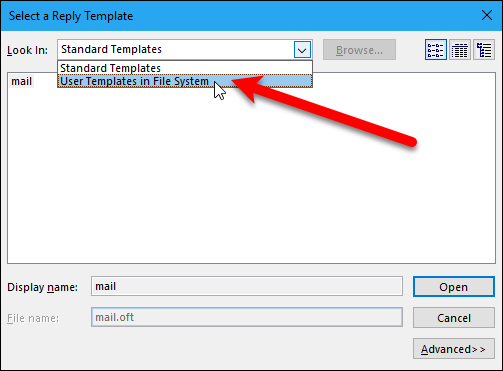 Select a Reply Template
Look In: Standard Templates Browse...
Standard Templates
mail User Templates in File System
Display name: mail Open
File name: mail.oft Cancel
Advanced>>